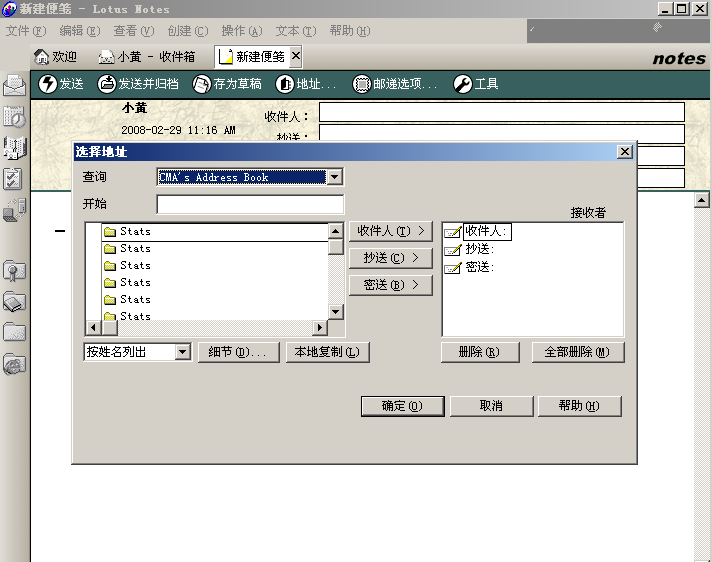 新建便笺 - Lotus Notes
文件(F) 编辑(E) 查看(V) 创建(C) 操作(A) 文本(T) 帮助(H)
欢迎 小黄 - 收件箱 新建便笺 notes
发送 发送并归档 存为草稿 地址... 邮递选项... 工具
小黄
收件人：
2008-02-29 11:16 AM
抄送：
选择地址
查询 CMA's Address Book
开始
接收者
Stats
Stats
Stats
Stats
Stats
Stats
收件人(T) >
抄送(C) >
密送(B) >
收件人:
抄送:
密送:
按姓名列出 细节(D)... 本地复制(L) 删除(R) 全部删除(M)
确定(O) 取消 帮助(H)